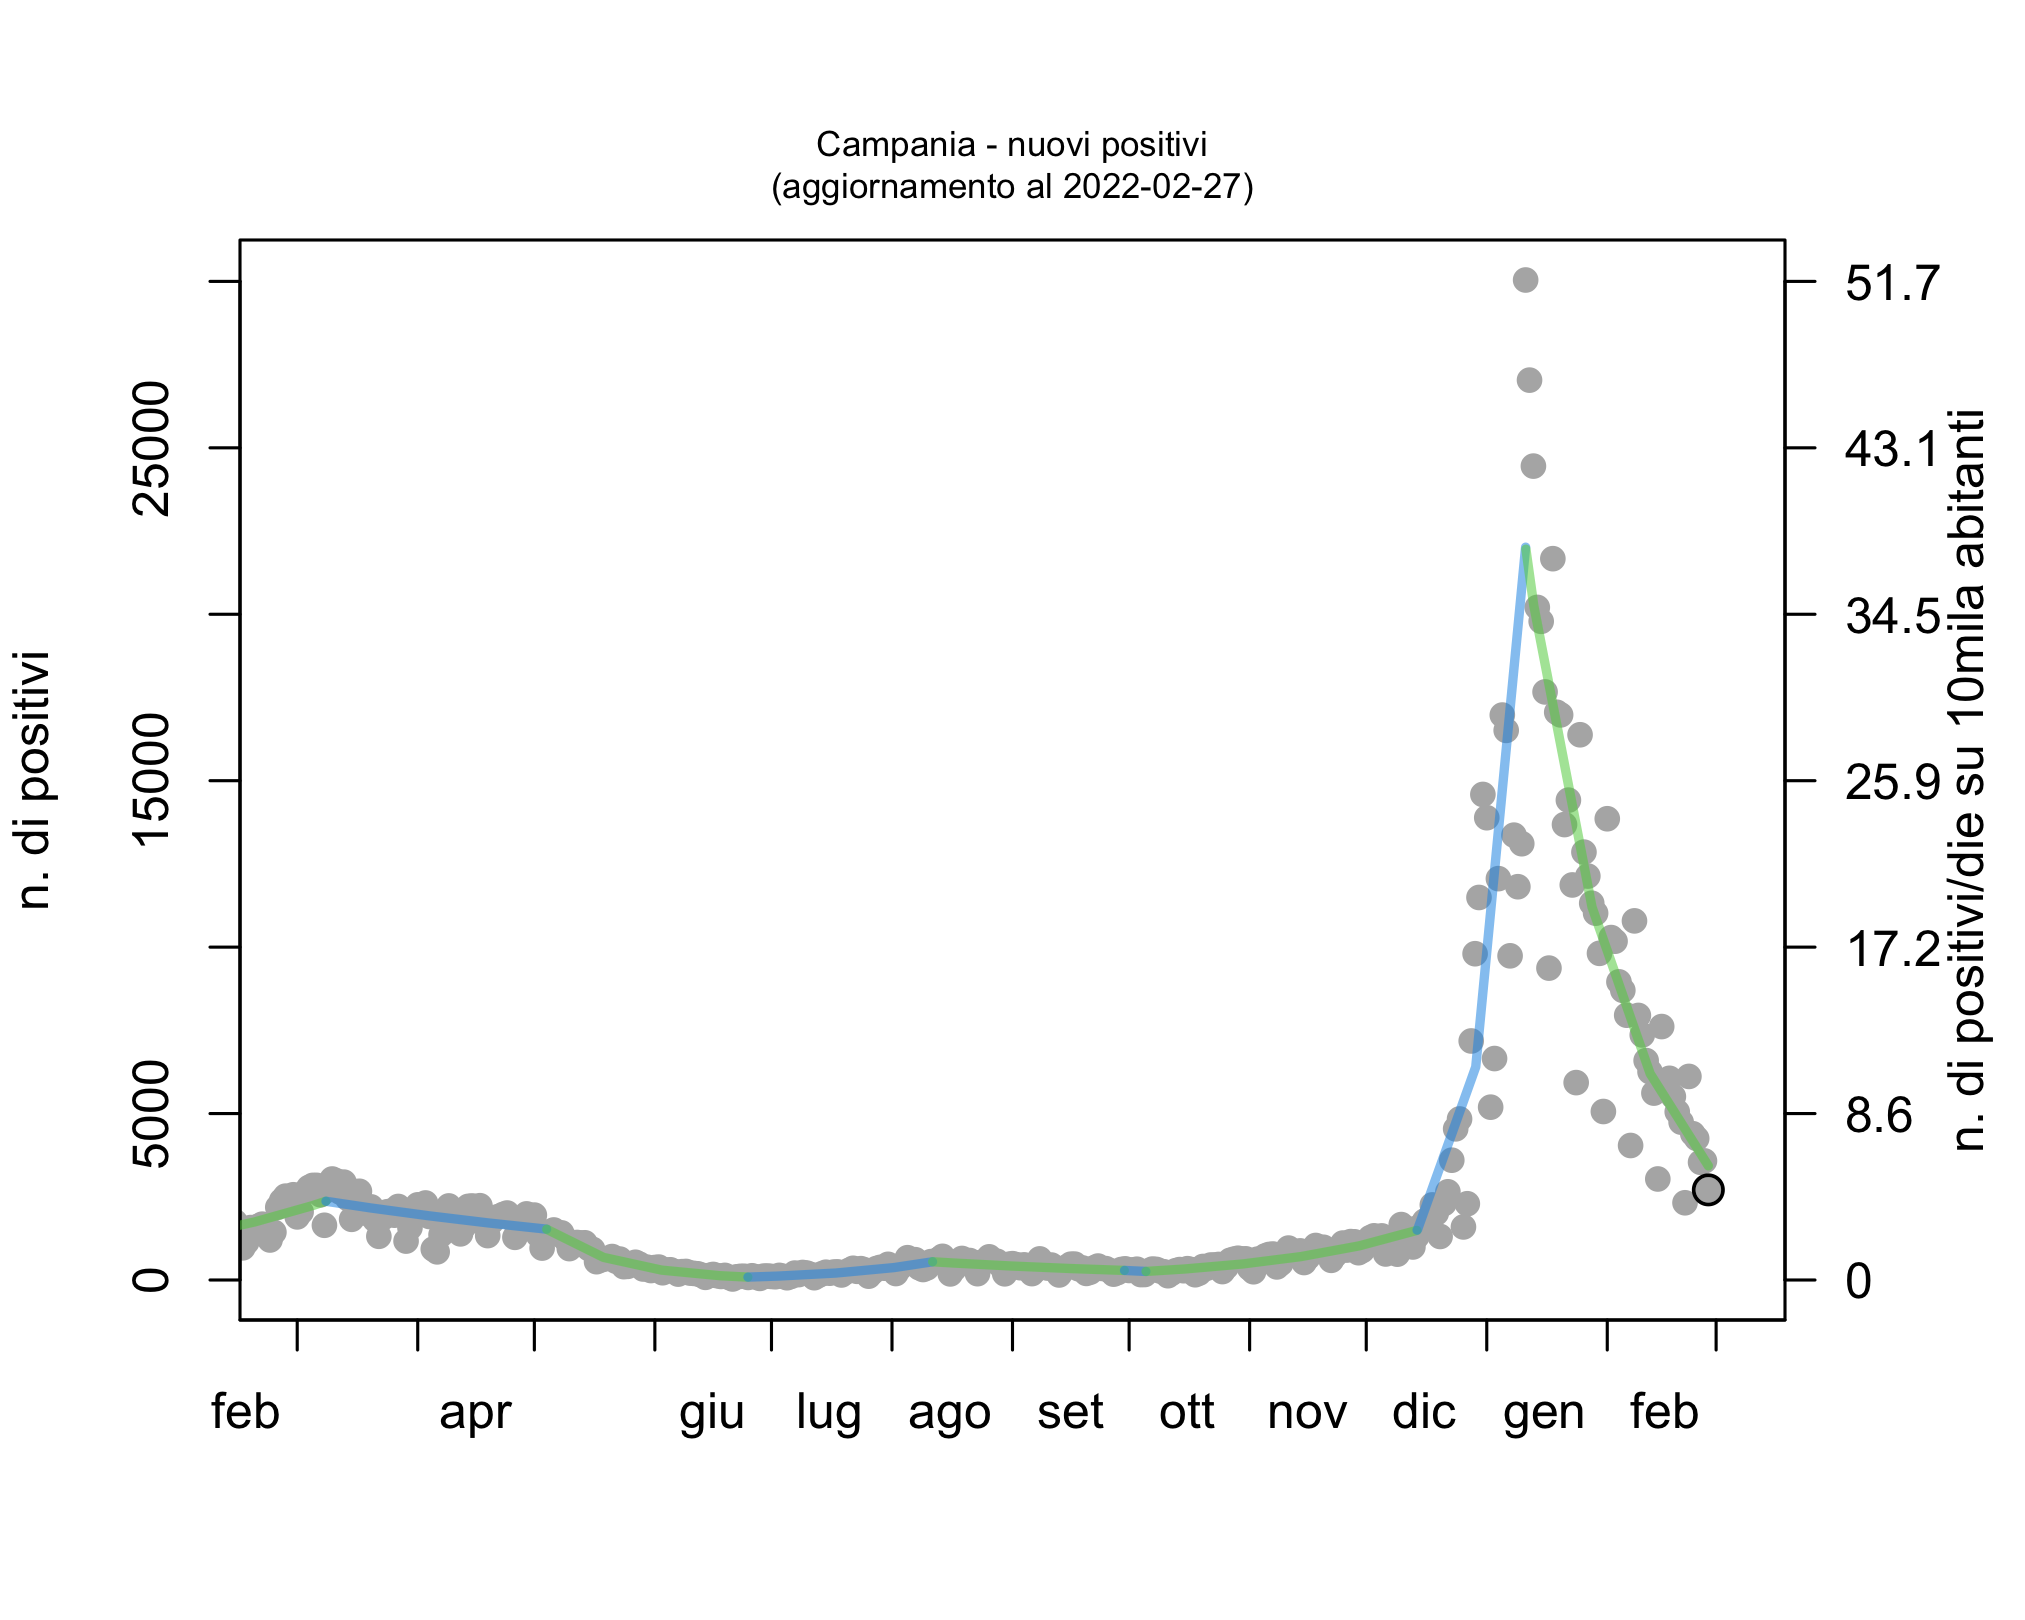 Campania - nuovi positivi
(aggiornamento al 2022-02-27)
n. di positivi
25000
15000
5000
0
51.7
43.1
34.5
25.9
17.2
8.6
0
n. di positivi/die su 10mila abitanti
feb apr giu lug ago set ott nov dic gen feb